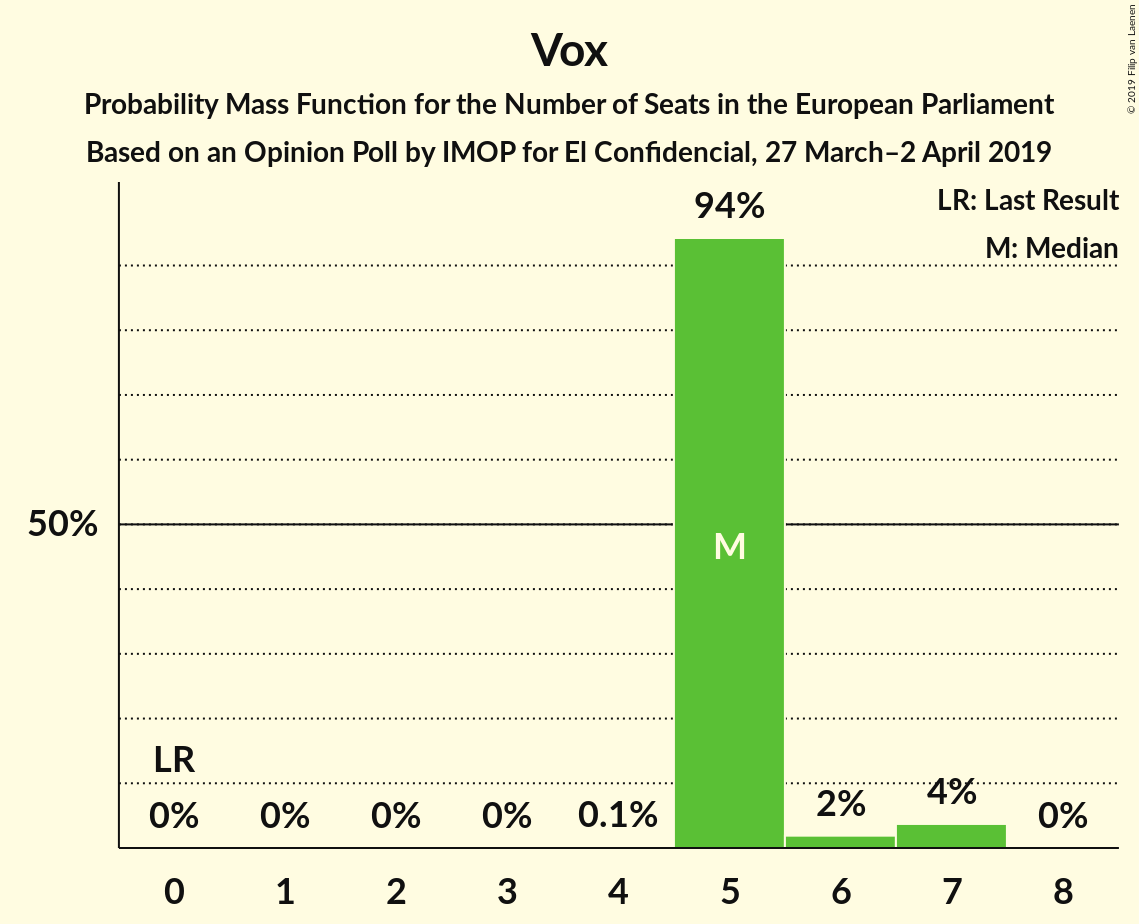 Vox
Probability Mass Function for the Number of Seats in the European Parliament
Based on an Opinion Poll by IMOP for El Confidencial, 27 March–2 April 2019
© 2019 Filip van Laenen
LR: Last Result
M: Median
94%
50%
M
LR
0%
0%
0%
0%
0.1%
2%
4%
0%
0 1 2 3 4 5 6 7 8